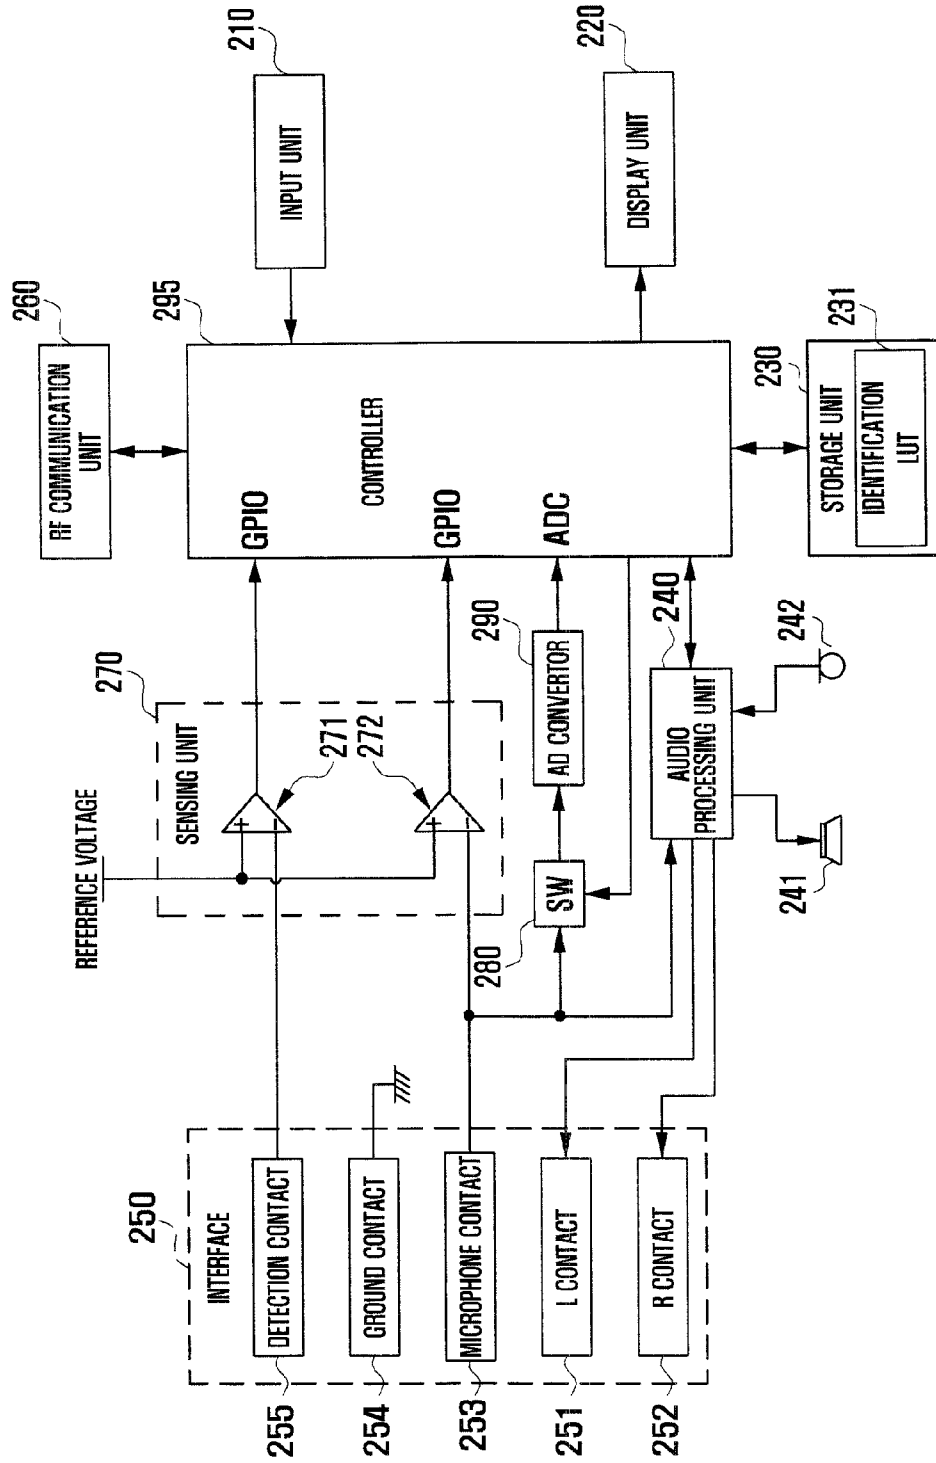 260
RF COMMUNICATION
UNIT
295
210
INPUT UNIT
GPIO
CONTROLLER
GPIO
ADC
220
DISPLAY UNIT
230
STORAGE UNIT
231
IDENTIFICATION
LUT
REFERENCE VOLTAGE
270
SENSING UNIT
+
−
271
+
−
272
280
SW
290
AD CONVERTOR
240
AUDIO
PROCESSING UNIT
241
242
250
INTERFACE
255
DETECTION CONTACT
254
GROUND CONTACT
253
MICROPHONE CONTACT
251
L CONTACT
252
R CONTACT